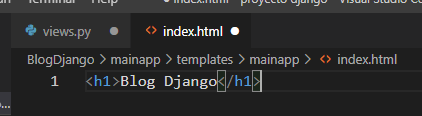 Terminal Help • index.html - proyecto django - Visual Studio Co
views.py index.html
BlogDjango > mainapp > templates > mainapp > <> index.html
1 <h1>Blog Django</h1>